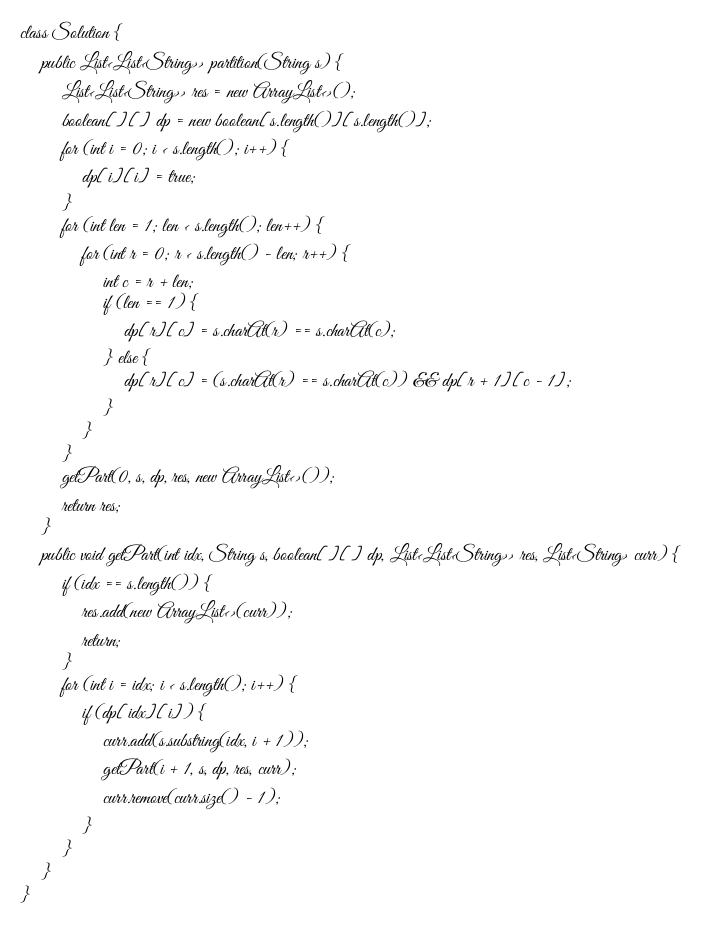 class Solution {
public List<List<String>> partition(String s) {
List<List<String>> res = new ArrayList<>();
boolean[][] dp = new boolean[s.length()][s.length()];
for (int i = 0; i < s.length(); i++) {
dp[i][i] = true;
}
for (int len = 1; len < s.length(); len++) {
for (int r = 0; r < s.length() - len; r++) {
int c = r + len;
if (len == 1) {
dp[r][c] = s.charAt(r) == s.charAt(c);
} else {
dp[r][c] = (s.charAt(r) == s.charAt(c)) && dp[r + 1][c - 1];
}
}
}
getPart(0, s, dp, res, new ArrayList<>());
return res;
}
public void getPart(int idx, String s, boolean[][] dp, List<List<String>> res, List<String> curr) {
if (idx == s.length()) {
res.add(new ArrayList<>(curr));
return;
}
for (int i = idx; i < s.length(); i++) {
if (dp[idx][i]) {
curr.add(s.substring(idx, i + 1));
getPart(i + 1, s, dp, res, curr);
curr.remove(curr.size() - 1);
}
}
}
}